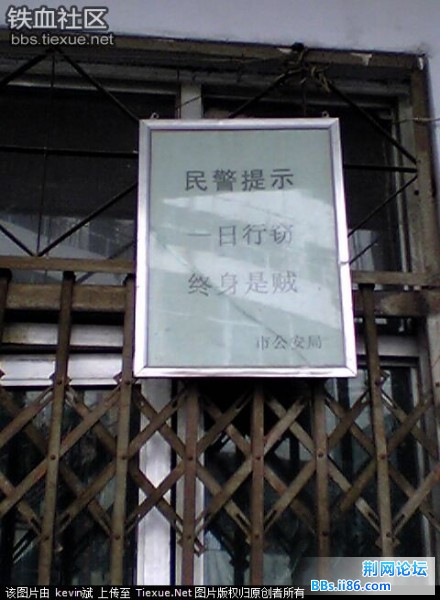 铁血社区
bbs.tiexue.net
民警提示
一日行窃
终身是贼
市公安局
荆网论坛
Bbs.ii86.com
该图片由 kevin斌 上传至 Tiexue.Net 图片版权归原创者所有